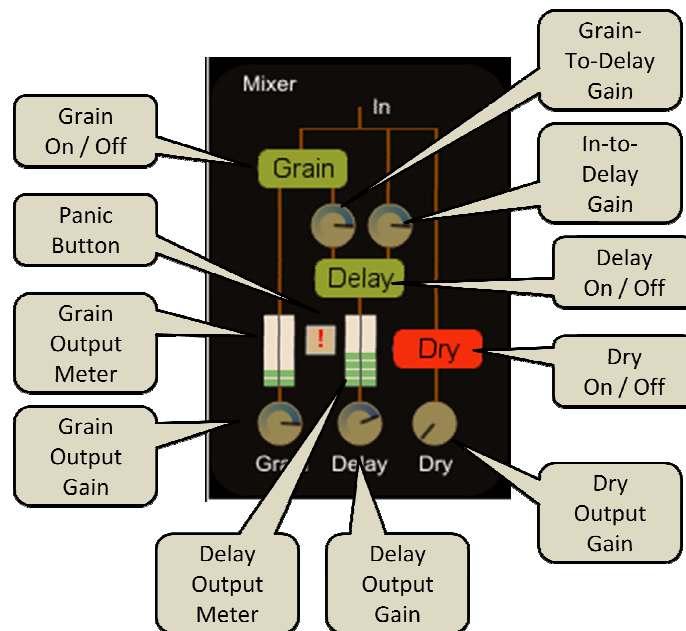 Grain-
To-Delay
Gain
Mixer
In
Grain
On / Off
In-to-
Delay
Gain
Grain
Panic
Button
Delay
On / Off
Delay
Grain
Output
Meter
!
Dry
Dry
On / Off
Grain
Output
Gain
Grain
Delay
Dry
Dry
Output
Gain
Delay
Output
Meter
Delay
Output
Gain